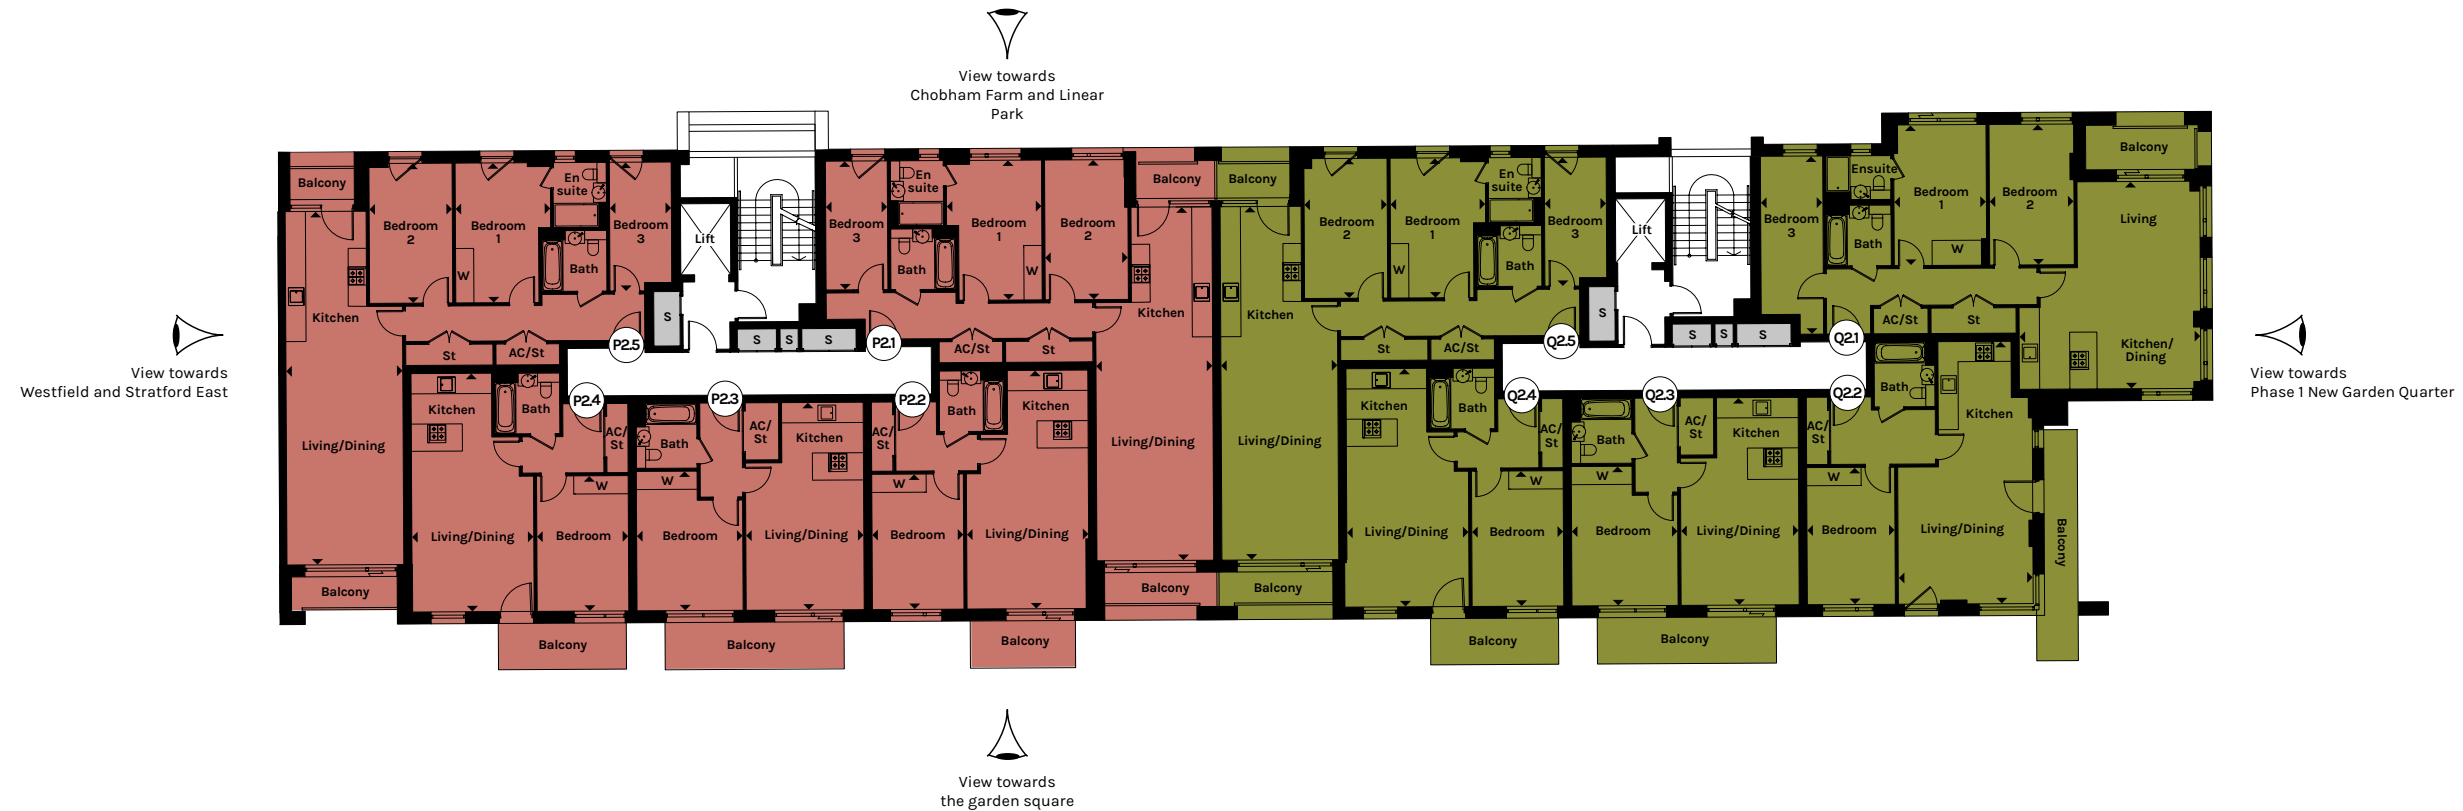 View towards
Chobham Farm and Linear
Park
View towards
Westfield and Stratford East
View towards
Phase 1 New Garden Quarter
View towards
the garden square
Balcony
Bedroom
2
Bedroom
1
En
suite
Bedroom
3
Bath
W
Kitchen
Living/Dining
St
AC/St
Balcony
P2.5
Lift
S
S
S
S
Bedroom
3
En
suite
Bedroom
1
Bedroom
2
Balcony
Bath
W
Kitchen
P2.1
AC/St
St
Living/Dining
Balcony
Kitchen
Bath
P2.4
AC/
St
W
Living/Dining
Bedroom
Balcony
P2.3
Bath
AC/
St
Kitchen
W
Bedroom
Living/Dining
Balcony
P2.2
AC/
St
Bath
Kitchen
W
Bedroom
Living/Dining
Balcony
Balcony
Bedroom
2
Bedroom
1
En
suite
Bedroom
3
Bath
W
Kitchen
Living/Dining
St
AC/St
Balcony
Q2.5
Lift
S
S
S
S
Bedroom
3
Ensuite
Bedroom
1
Bedroom
2
Balcony
Living
Bath
W
Q2.1
AC/St
St
Kitchen/
Dining
Kitchen
Bath
Q2.4
AC/
St
W
Living/Dining
Bedroom
Balcony
Q2.3
Bath
AC/
St
Kitchen
W
Bedroom
Living/Dining
Balcony
Q2.2
AC/
St
Bath
Kitchen
W
Bedroom
Living/Dining
Balcony